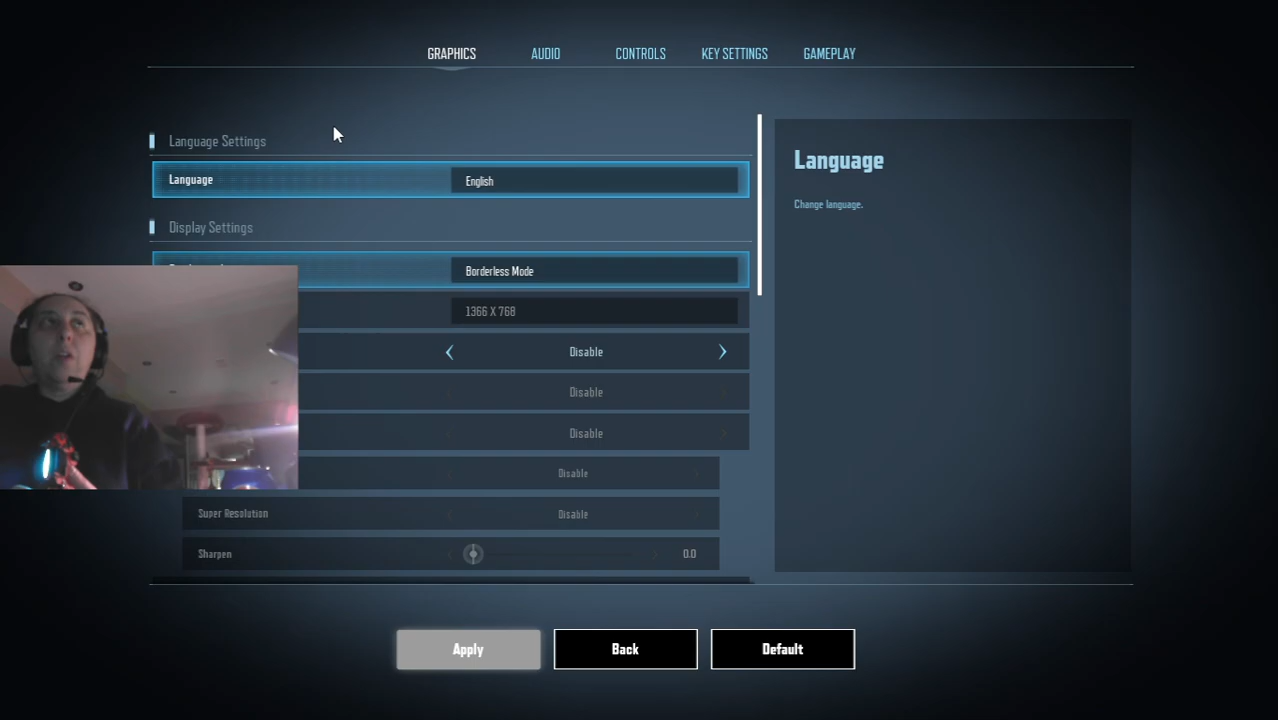 GRAPHICS AUDIO CONTROLS KEY SETTINGS GAMEPLAY
Language Settings
Language English
Display Settings
Borderless Mode
1366 X 768
Disable
Disable
Disable
Disable
Super Resolution Disable
Sharpen 0.0
Language
Change language.
Apply Back Default